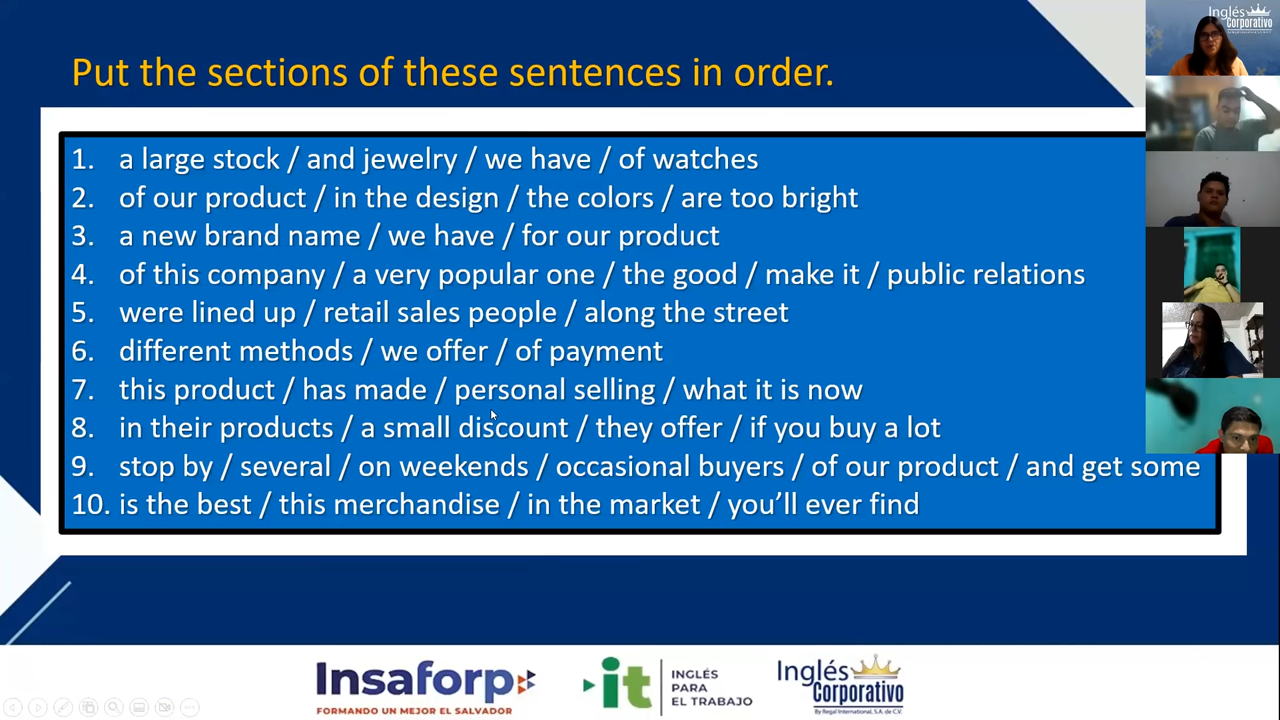 Inglés
Corporativo
Put the sections of these sentences in order.
1. a large stock / and jewelry / we have / of watches
2. of our product / in the design / the colors / are too bright
3. a new brand name / we have / for our product
4. of this company / a very popular one / the good / make it / public relations
5. were lined up / retail sales people / along the street
6. different methods / we offer / of payment
7. this product / has made / personal selling / what it is now
8. in their products / a small discount / they offer / if you buy a lot
9. stop by / several / on weekends / occasional buyers / of our product / and get some
10. is the best / this merchandise / in the market / you’ll ever find
Insaforp
FORMANDO UN MEJOR EL SALVADOR
it
INGLÉS
PARA
EL TRABAJO
Inglés
Corporativo
By Regal International, S.A. de C.V.